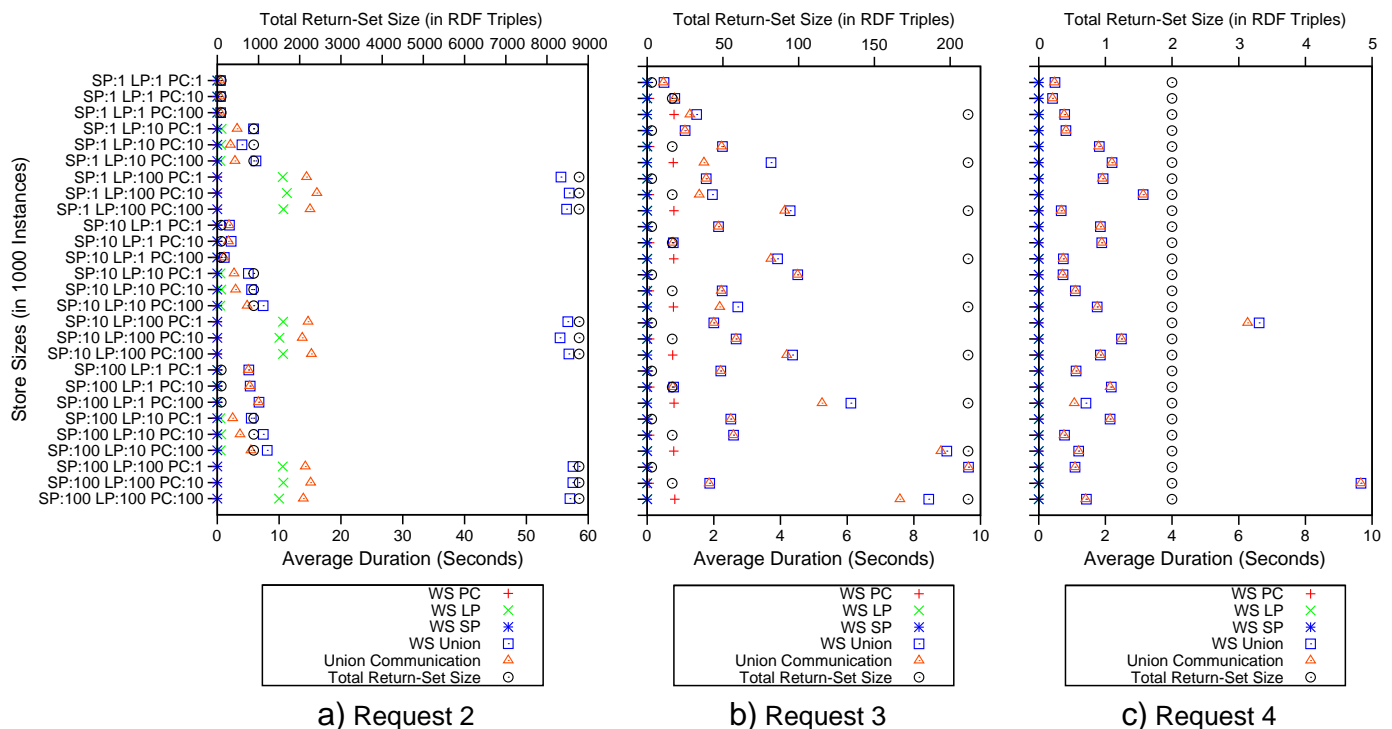 Total Return-Set Size (in RDF Triples)
0 1000 2000 3000 4000 5000 6000 7000 8000 9000
Total Return-Set Size (in RDF Triples)
0 50 100 150 200
Total Return-Set Size (in RDF Triples)
0 1 2 3 4 5
Store Sizes (in 1000 Instances)
SP:1 LP:1 PC:1
SP:1 LP:1 PC:10
SP:1 LP:1 PC:100
SP:1 LP:10 PC:1
SP:1 LP:10 PC:10
SP:1 LP:10 PC:100
SP:1 LP:100 PC:1
SP:1 LP:100 PC:10
SP:1 LP:100 PC:100
SP:10 LP:1 PC:1
SP:10 LP:1 PC:10
SP:10 LP:1 PC:100
SP:10 LP:10 PC:1
SP:10 LP:10 PC:10
SP:10 LP:10 PC:100
SP:10 LP:100 PC:1
SP:10 LP:100 PC:10
SP:10 LP:100 PC:100
SP:100 LP:1 PC:1
SP:100 LP:1 PC:10
SP:100 LP:1 PC:100
SP:100 LP:10 PC:1
SP:100 LP:10 PC:10
SP:100 LP:10 PC:100
SP:100 LP:100 PC:1
SP:100 LP:100 PC:10
SP:100 LP:100 PC:100
0 10 20 30 40 50 60
Average Duration (Seconds)
0 2 4 6 8 10
Average Duration (Seconds)
0 2 4 6 8 10
Average Duration (Seconds)
WS PC
WS LP
WS SP
WS Union
Union Communication
Total Return-Set Size
WS PC
WS LP
WS SP
WS Union
Union Communication
Total Return-Set Size
WS PC
WS LP
WS SP
WS Union
Union Communication
Total Return-Set Size
a) Request 2
b) Request 3
c) Request 4